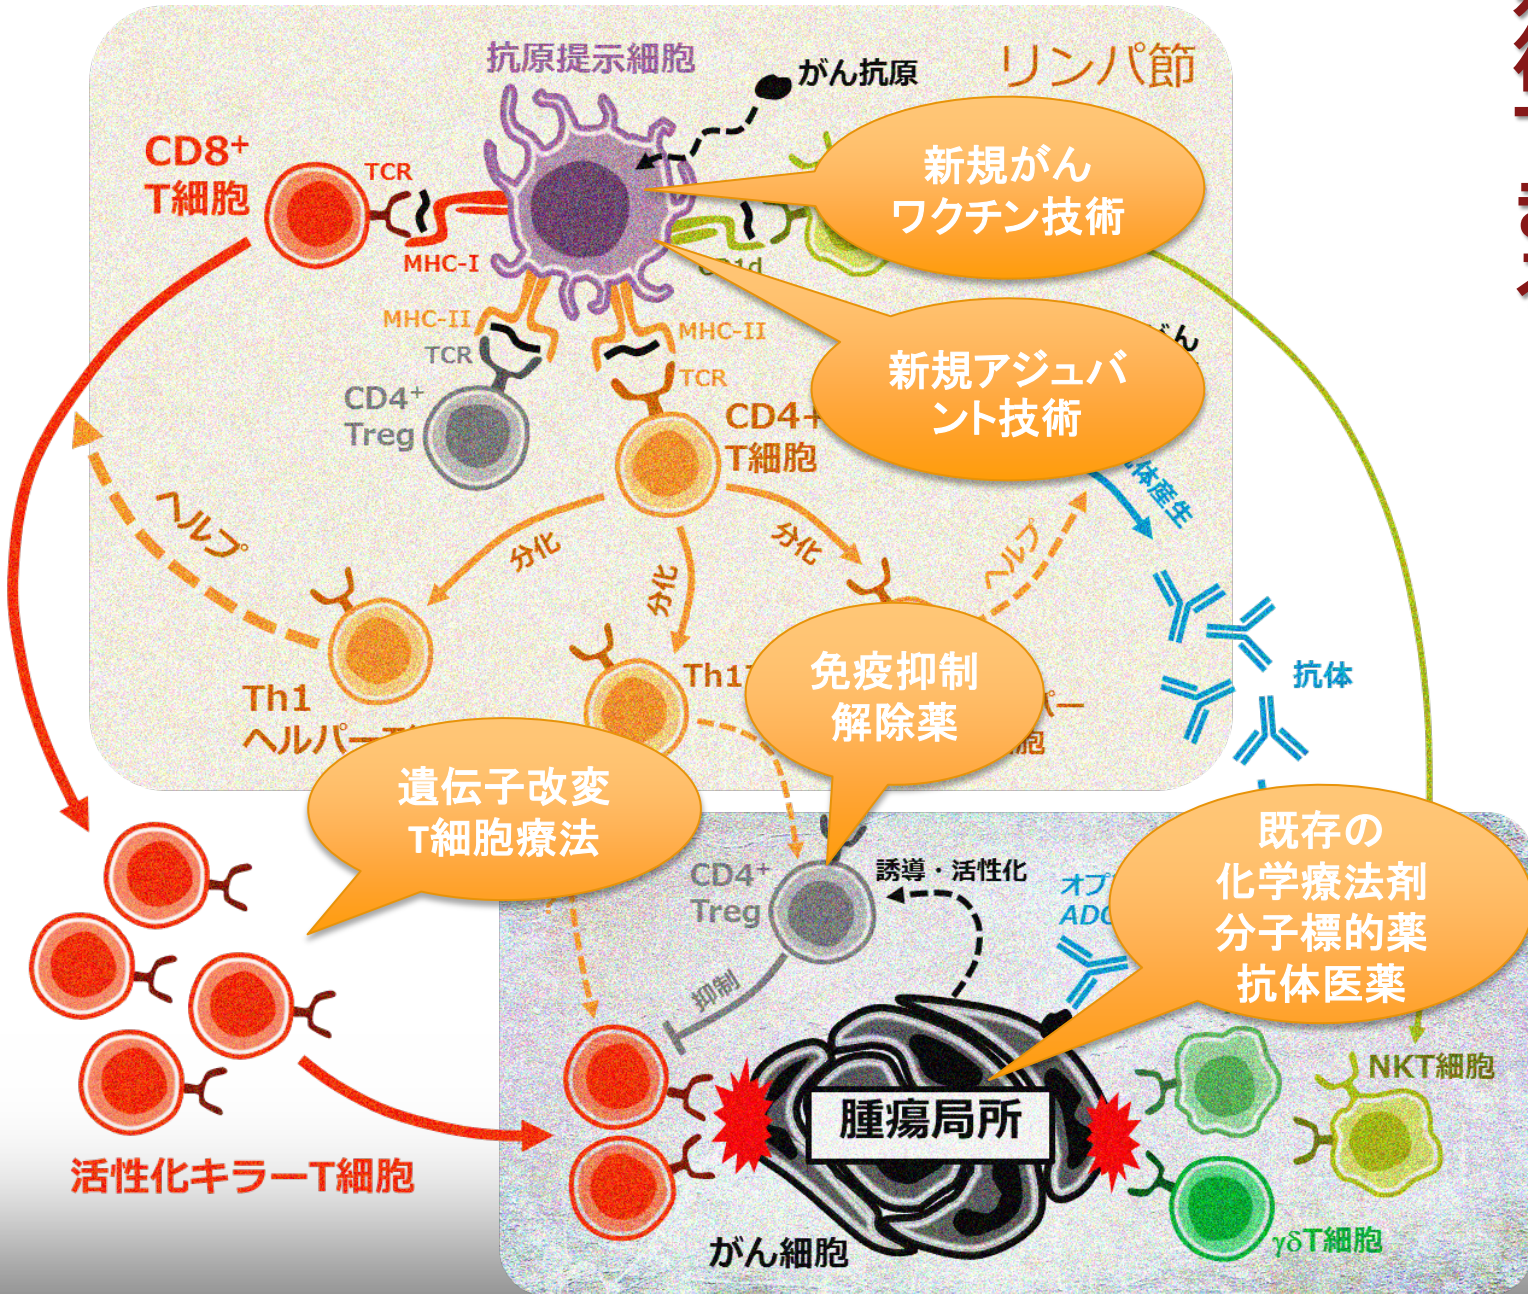 抗原提示細胞
がん抗原
リンパ節
CD8⁺
T細胞
TCR
MHC-I
新規がん
ワクチン技術
MHC-II
TCR
CD4⁺
Treg
MHC-II
TCR
CD4+
T細胞
新規アジュバ
ント技術
体産生
ヘルプ
分化
分化
分化
ヘルプ
抗体
Th1
ヘルパー
Th1
免疫抑制
解除薬
遺伝子改変
T細胞療法
CD4⁺
Treg
誘導・活性化
抑制
既存の
化学療法剤
分子標的薬
抗体医薬
NKT細胞
腫瘍局所
活性化キラーT細胞
がん細胞
γδT細胞